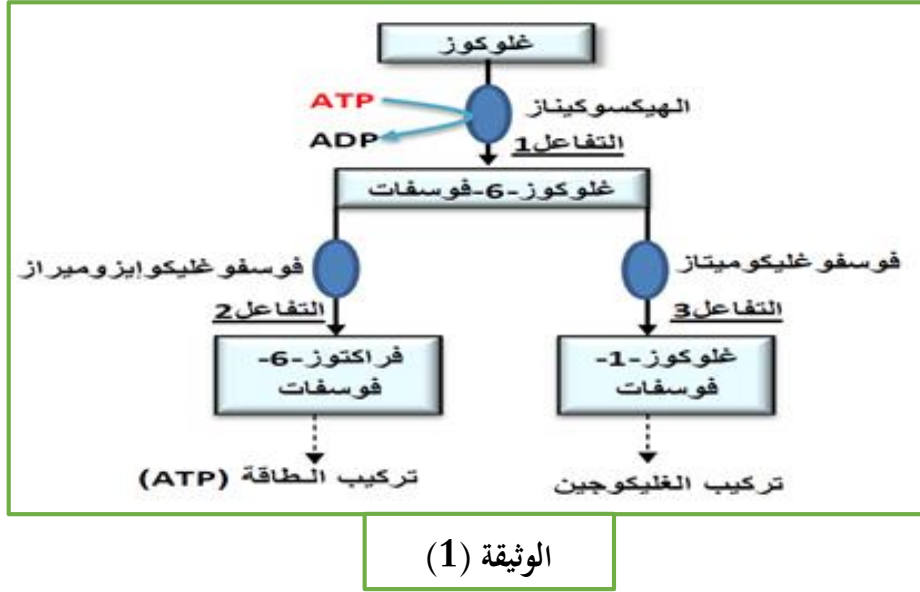 غلوكوز
ATP
الهيكسوكيناز
ADP
التفاعل1
غلوكوز-6-فوسفات
فوسفوغليكوميتاز
فوسفوغليكوإيزوميراز
التفاعل3
التفاعل2
غلوكوز-1-
فوسفات
فراكتوز-6-
فوسفات
تركيب الغليكوجين
تركيب الطاقة (ATP)
الوثيقة (1)